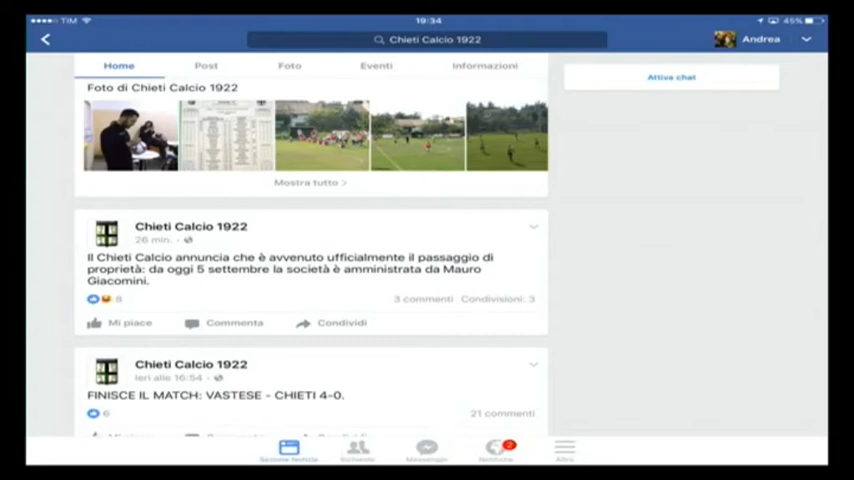 TIM
19:34
45%
Chieti Calcio 1922
Andrea
Home Post Foto Eventi Informazioni
Attiva chat
Foto di Chieti Calcio 1922
Mostra tutto >
Chieti Calcio 1922
26 min.
Il Chieti Calcio annuncia che è avvenuto ufficialmente il passaggio di
proprietà: da oggi 5 settembre la società è amministrata da Mauro
Giacomini.
8
3 commenti Condivisioni: 3
Mi piace Commenta Condividi
Chieti Calcio 1922
Ieri alle 16:54
FINISCE IL MATCH: VASTESE - CHIETI 4-0.
6
21 commenti
2
Sezione Notizie Richieste Messenger Notifiche Altro